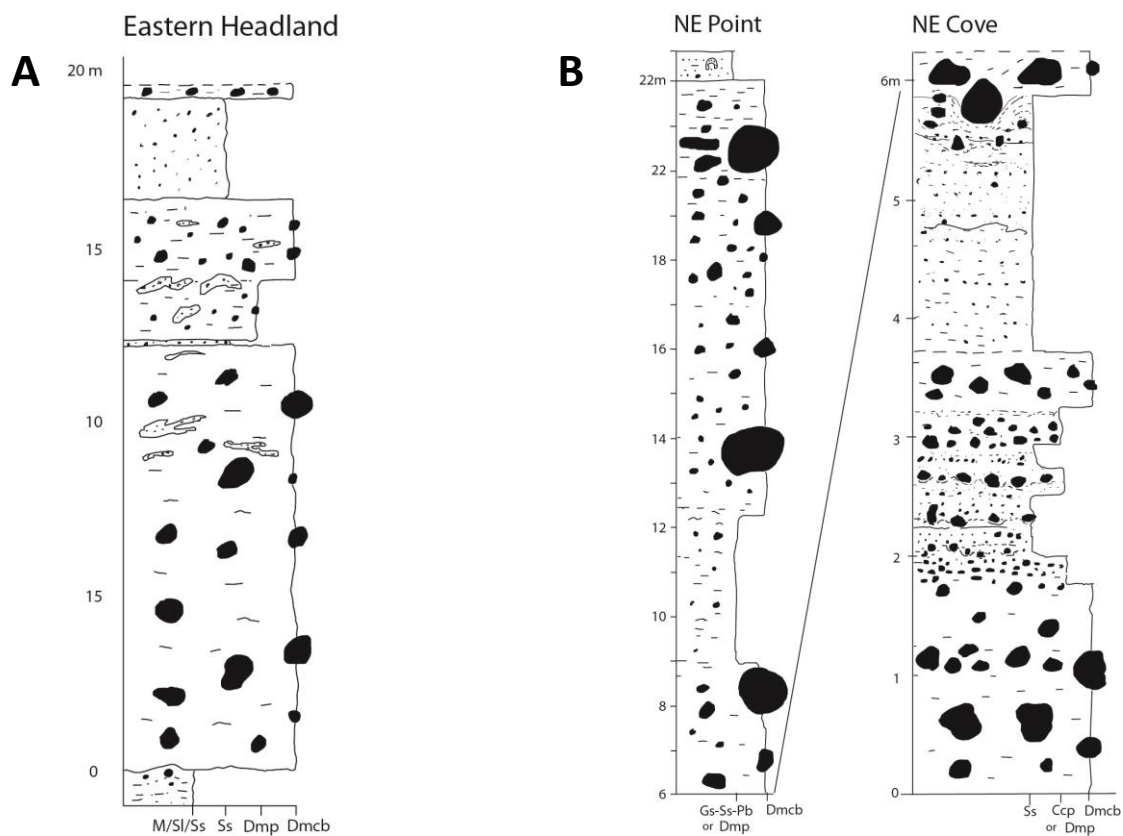 Eastern Headland
A
20 m
15
10
15
0
M/Sl/Ss Ss Dmp Dmcb
B
NE Point
22m
22
18
16
14
12
10
8
6
Gs-Ss-Pb Dmcb
or Dmp
NE Cove
6m
5
4
3
2
1
0
Ss Ccp Dmcb
or
Dmp